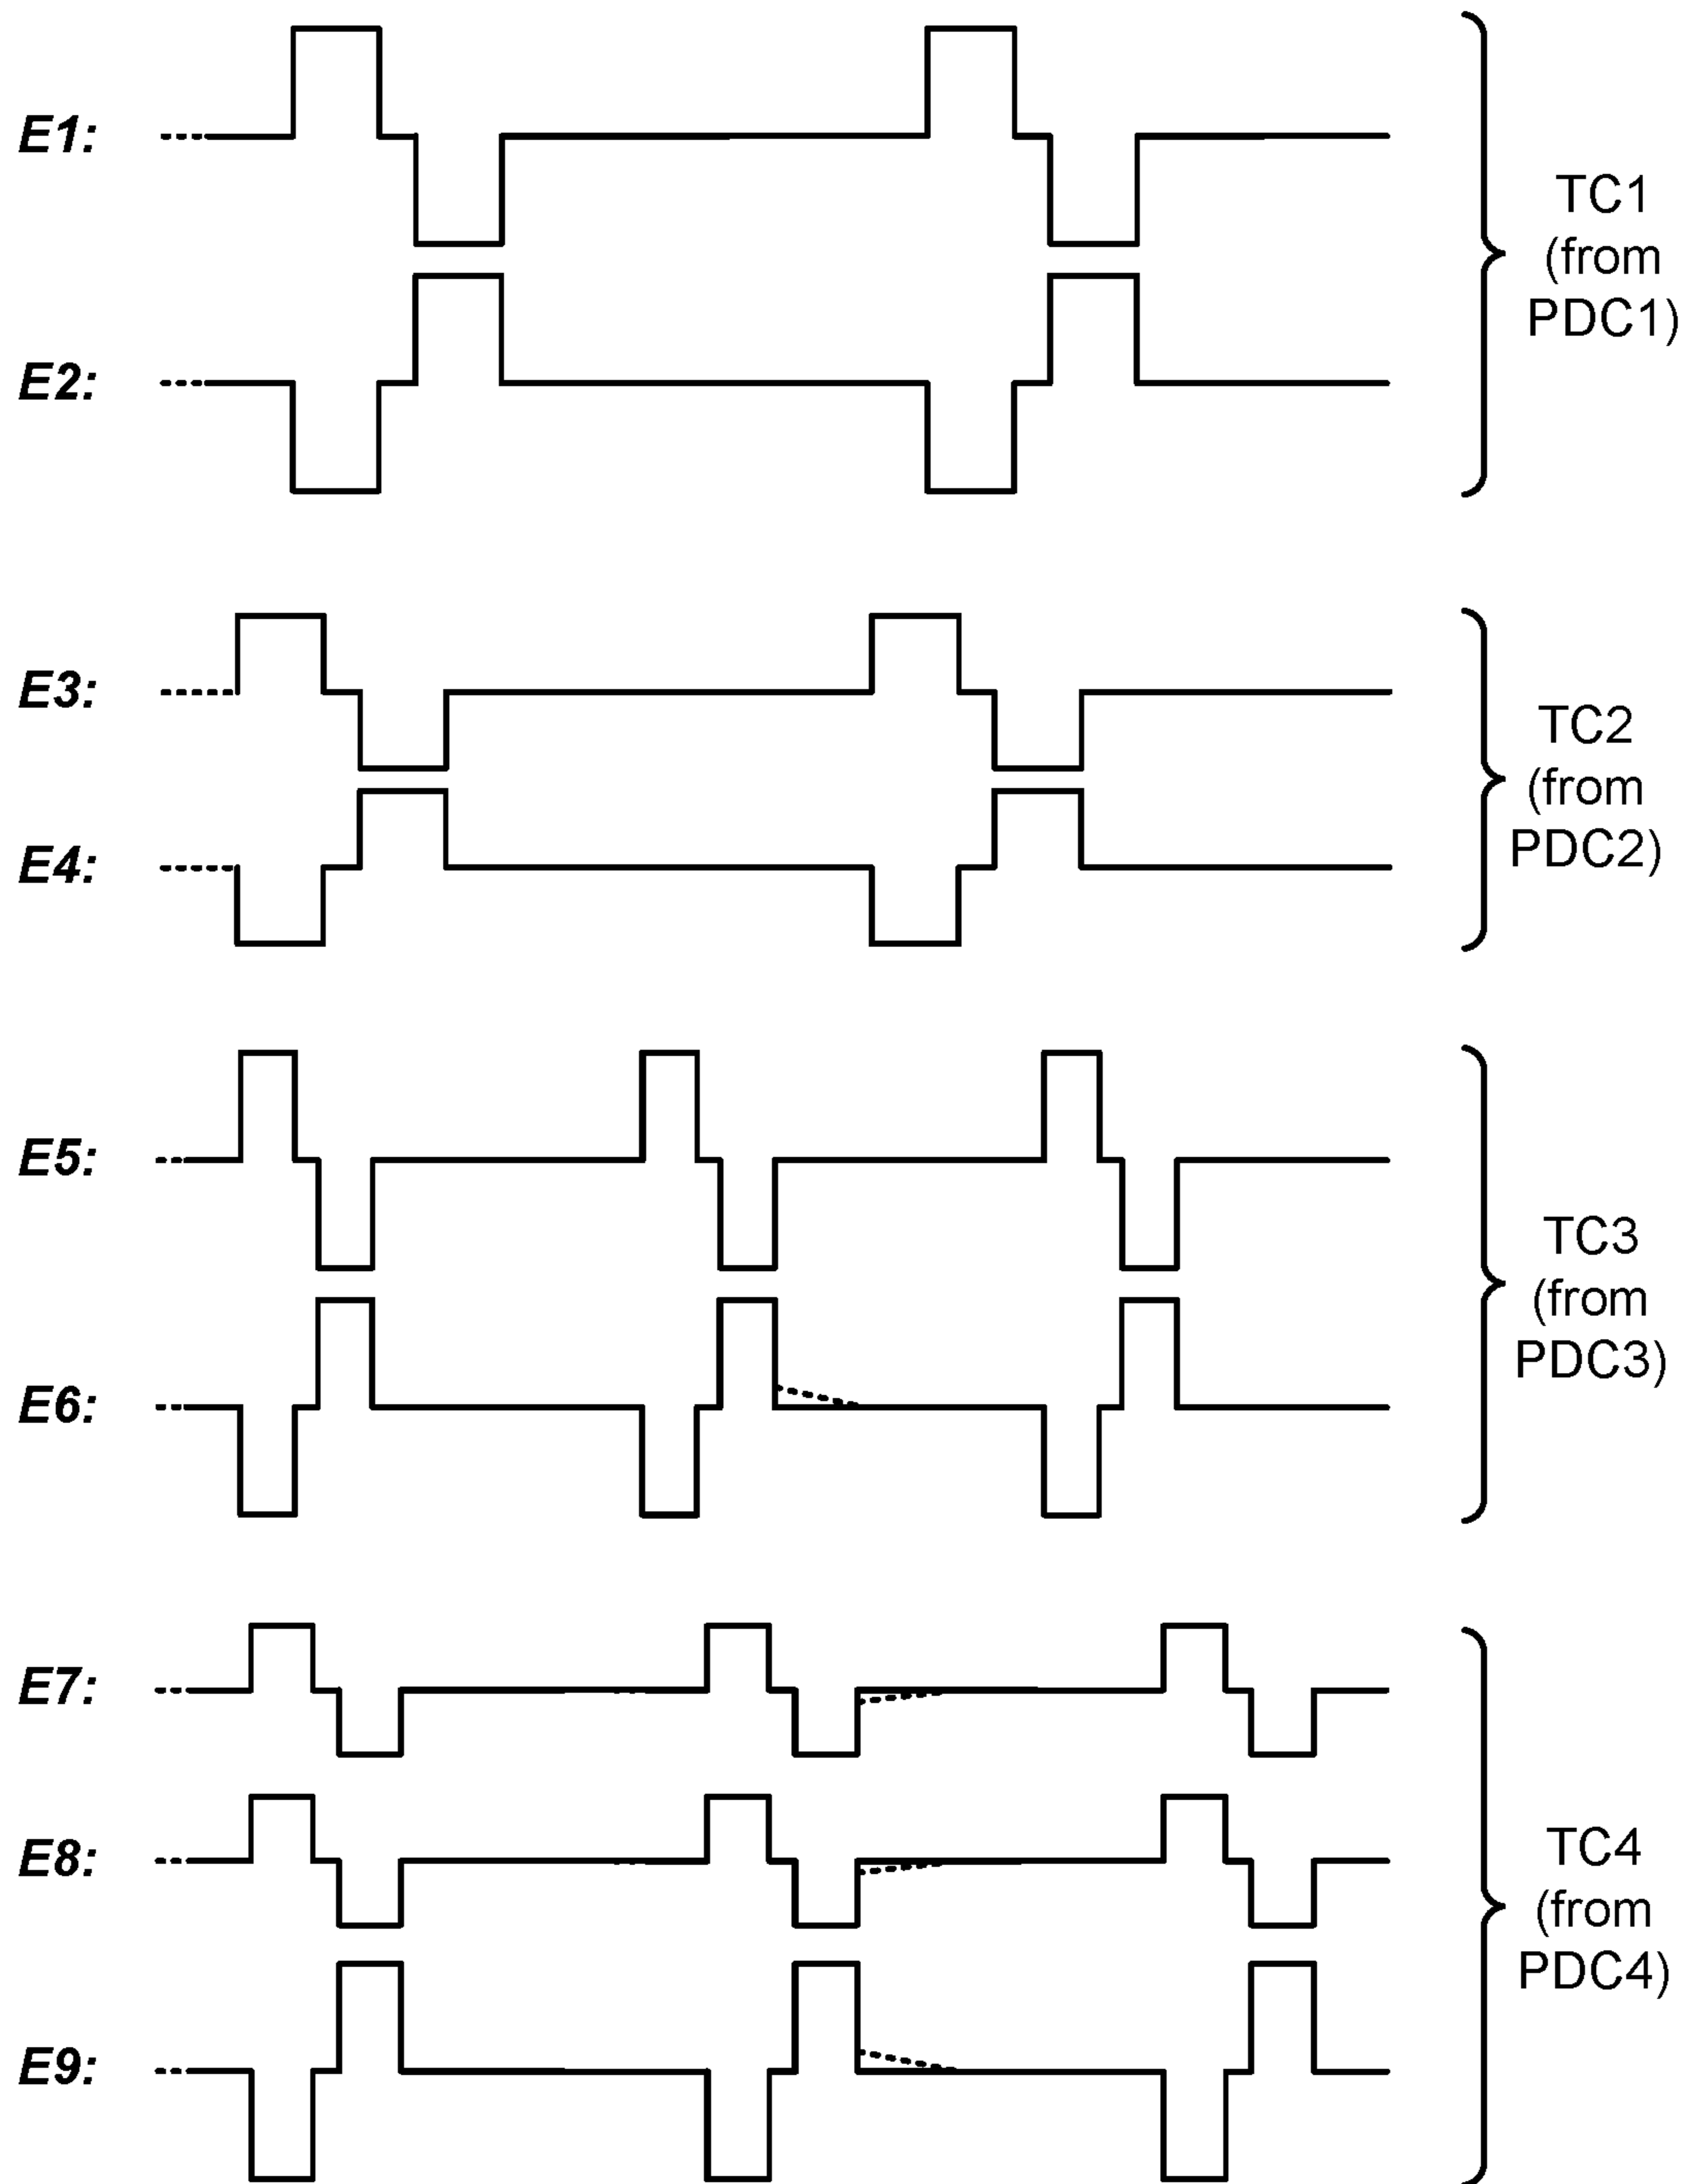 E1:
E2:
TC1
(from
PDC1)
E3:
E4:
TC2
(from
PDC2)
E5:
E6:
TC3
(from
PDC3)
E7:
E8:
E9:
TC4
(from
PDC4)